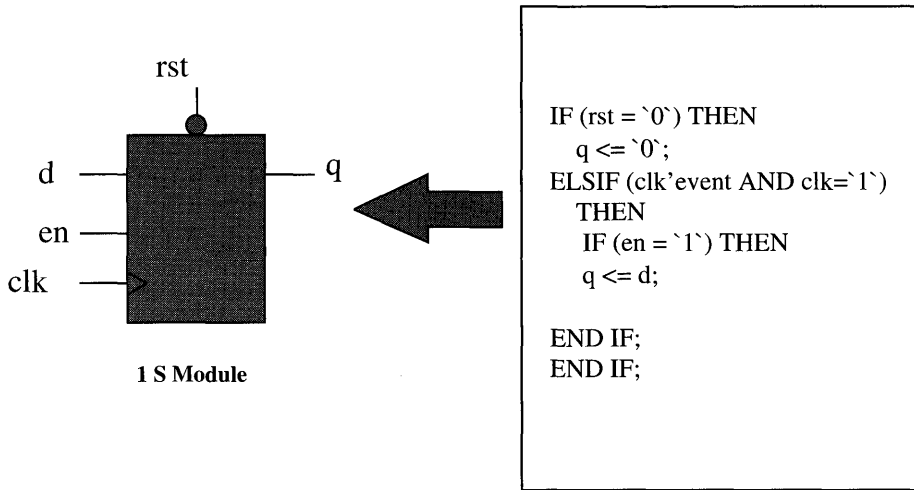 rst
d
q
en
clk
1 S Module
IF (rst = `0`) THEN
q <= `0`;
ELSIF (clk’event AND clk=`1`)
THEN
IF (en = `1`) THEN
q <= d;
END IF;
END IF;